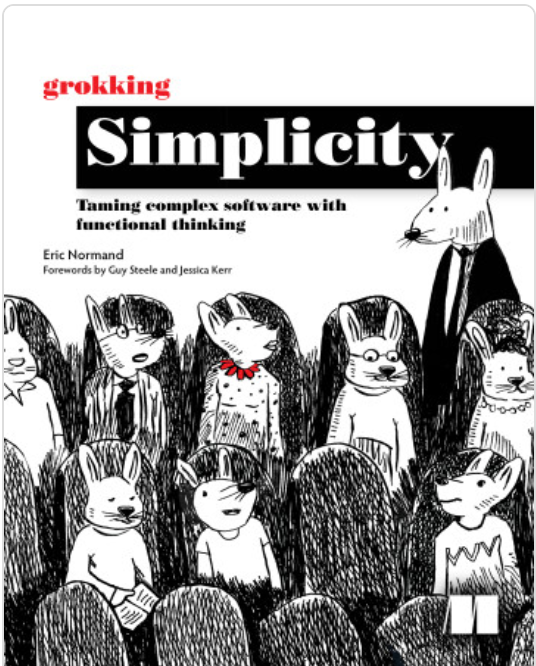 grokking
Simplicity
Taming complex software with
functional thinking
Eric Normand
Forewords by Guy Steele and Jessica Kerr